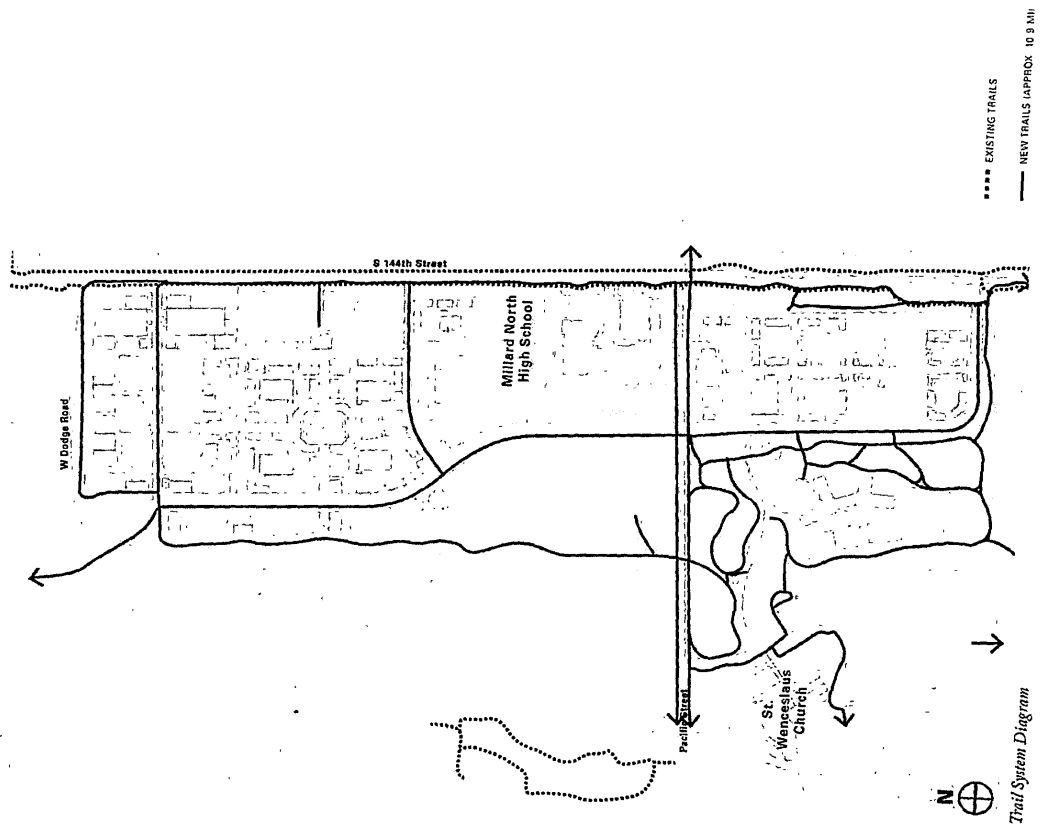 S 144th Street
W Dodge Road
Millard North
High School
Pacific Street
St.
Wenceslaus
Church
EXISTING TRAILS
NEW TRAILS (APPROX 10 9 MI)
N
Trail System Diagram